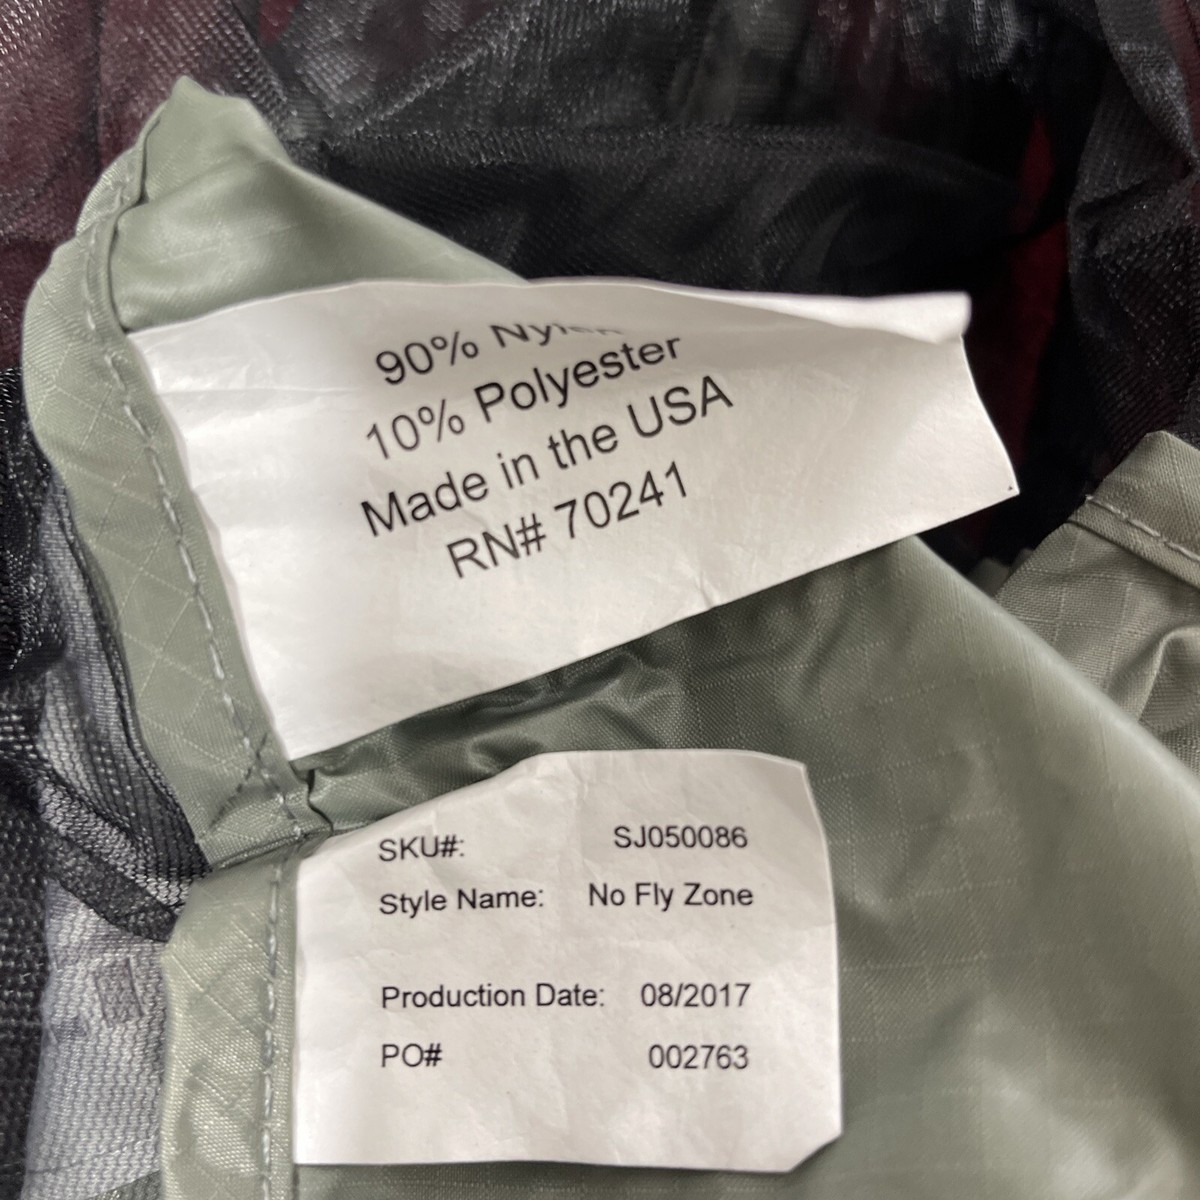 90% Nylon
10% Polyester
Made in the USA
RN# 70241
SKU#: SJ050086
Style Name: No Fly Zone
Production Date: 08/2017
PO# 002763